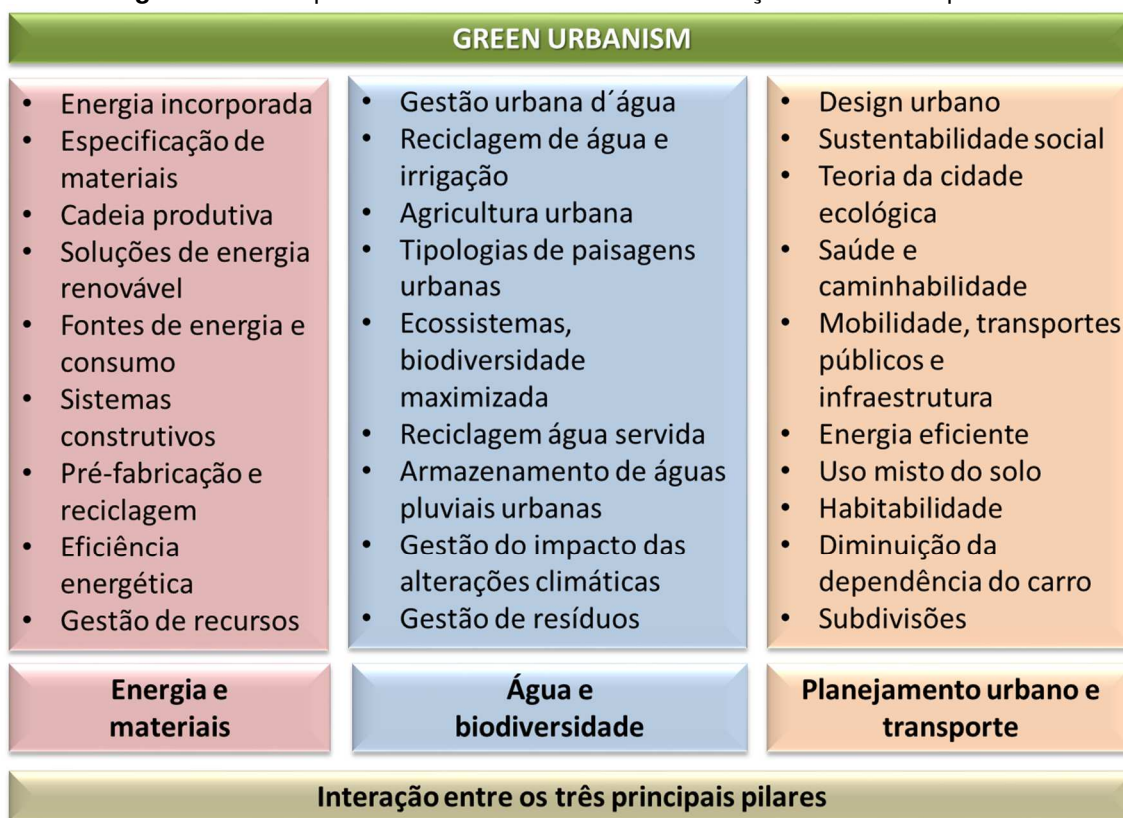 GREEN URBANISM
• Energia incorporada
• Especificação de
materiais
• Cadeia produtiva
• Soluções de energia
renovável
• Fontes de energia e
consumo
• Sistemas
construtivos
• Pré-fabricação e
reciclagem
• Eficiência
energética
• Gestão de recursos
Energia e
materiais
• Gestão urbana d´água
• Reciclagem de água e
irrigação
• Agricultura urbana
• Tipologias de paisagens
urbanas
• Ecossistemas,
biodiversidade
maximizada
• Reciclagem água servida
• Armazenamento de águas
pluviais urbanas
• Gestão do impacto das
alterações climáticas
• Gestão de resíduos
Água e
biodiversidade
• Design urbano
• Sustentabilidade social
• Teoria da cidade
ecológica
• Saúde e
caminhabilidade
• Mobilidade, transportes
públicos e
infraestrutura
• Energia eficiente
• Uso misto do solo
• Habitabilidade
• Diminuição da
dependência do carro
• Subdivisões
Planejamento urbano e
transporte
Interação entre os três principais pilares